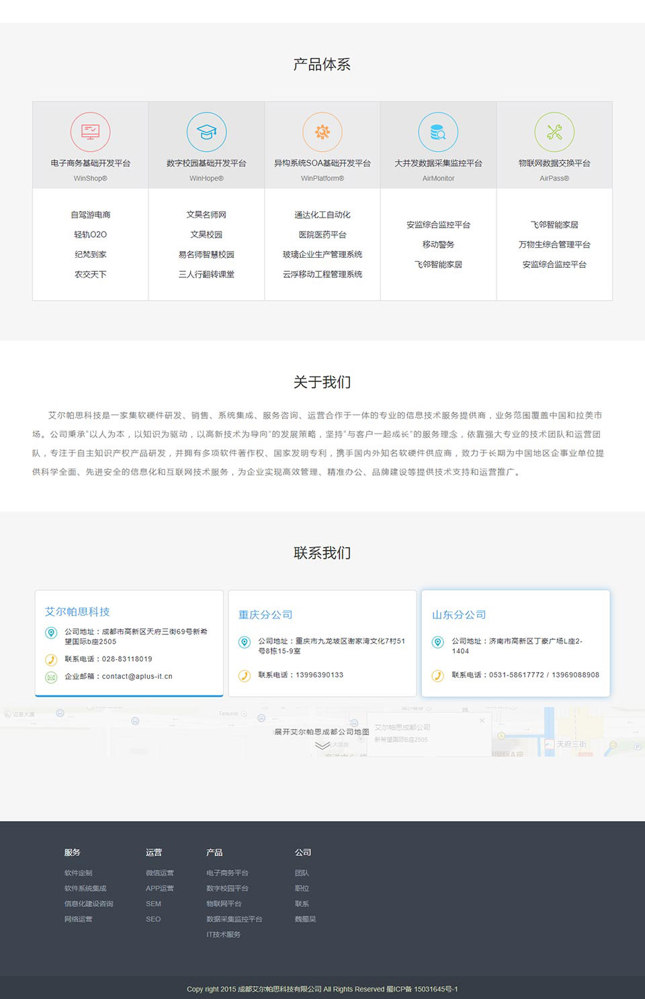 产品体系
电子商务基础开发平台
WinShop®
数字校园基础开发平台
WinHope®
异构系统SOA基础开发平台
WinPlatform®
大并发数据采集监控平台
AirMonitor
物联网数据交换平台
AirPass®
自驾游电商
轻轨O2O
纪梵到家
农交天下
文昊名师网
文昊校园
易名师智慧校园
三人行翻转课堂
通达化工自动化
医院医药平台
玻璃企业生产管理系统
云浮移动工程管理系统
安监综合监控平台
移动警务
飞邻智能家居
飞邻智能家居
万物生综合管理平台
安监综合监控平台
关于我们
艾尔帕思科技是一家集软硬件研发、销售、系统集成、服务咨询、运营合作于一体的专业的信息技术服务提供商，业务范围覆盖中国和拉美市
场。公司秉承“以人为本，以知识为驱动，以高新技术为导向”的发展策略，坚持“与客户一起成长”的服务理念，依靠强大专业的技术团队和运营团
队，专注于自主知识产权产品研发，并拥有多项软件著作权、国家发明专利，携手国内外知名软硬件供应商，致力于长期为中国地区企事业单位提
供科学全面、先进安全的信息化和互联网技术服务，为企业实现高效管理、精准办公、品牌建设等提供技术支持和运营推广。
联系我们
艾尔帕思科技
公司地址：成都市高新区天府三街69号新希
望国际b座2505
联系电话：028-83118019
企业邮箱：contact@aplus-it.cn
重庆分公司
公司地址：重庆市九龙坡区谢家湾文化7村51
号8栋15-9室
联系电话：13996390133
山东分公司
公司地址：济南市高新区丁豪广场L座2-
1404
联系电话：0531-58617772 / 13969088908
Tencent
展开艾尔帕思成都公司地图
艾尔帕思成都公司
新希望国际B座2505
国际A座
天府三街
服务
软件定制
软件系统集成
信息化建设咨询
网络运营
运营
微信运营
APP运营
SEM
SEO
产品
电子商务平台
数字校园平台
物联网平台
数据采集监控平台
IT技术服务
公司
团队
职位
联系
魏蜀吴
Copy right 2015 成都艾尔帕思科技有限公司 All Rights Reserved 蜀ICP备 15031645号-1